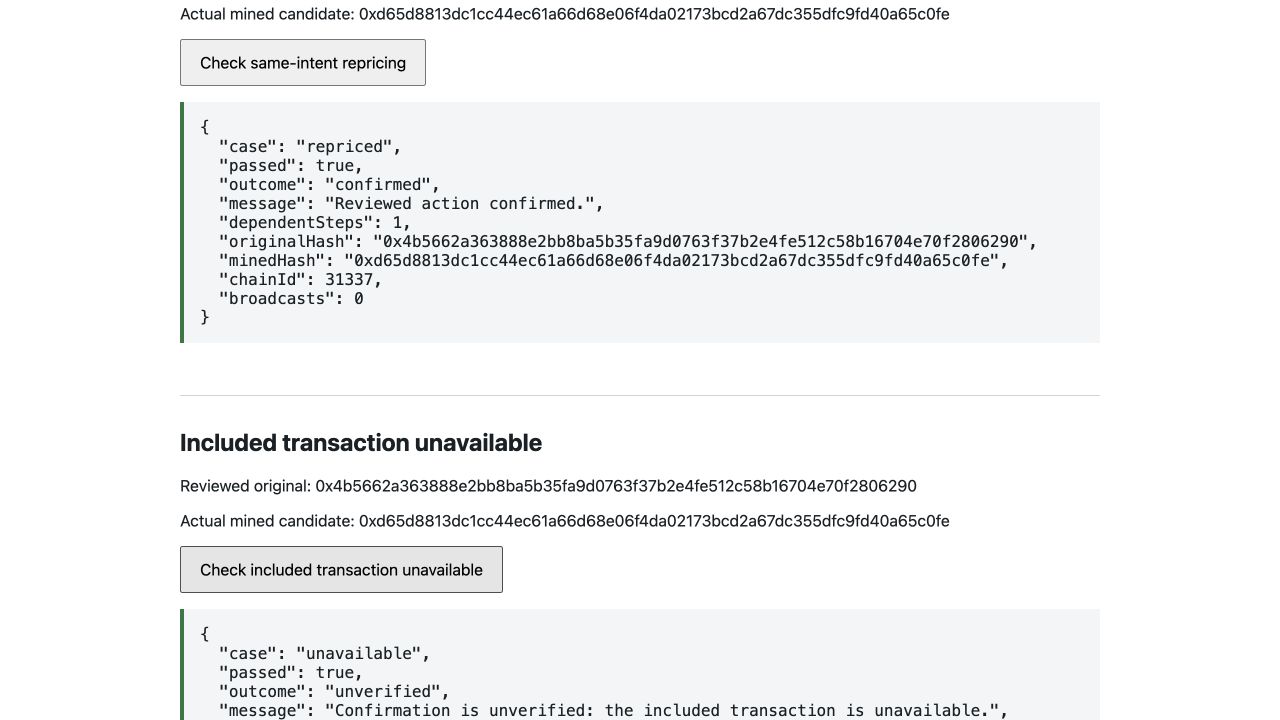 Actual mined candidate: 0xd65d8813dc1cc44ec61a66d68e06f4da02173bcd2a67dc355dfc9fd40a65c0fe
Check same-intent repricing
{
  "case": "repriced",
  "passed": true,
  "outcome": "confirmed",
  "message": "Reviewed action confirmed.",
  "dependentSteps": 1,
  "originalHash": "0x4b5662a363888e2bb8ba5b35fa9d0763f37b2e4fe512c58b16704e70f2806290",
  "minedHash": "0xd65d8813dc1cc44ec61a66d68e06f4da02173bcd2a67dc355dfc9fd40a65c0fe",
  "chainId": 31337,
  "broadcasts": 0
}
Included transaction unavailable
Reviewed original: 0x4b5662a363888e2bb8ba5b35fa9d0763f37b2e4fe512c58b16704e70f2806290
Actual mined candidate: 0xd65d8813dc1cc44ec61a66d68e06f4da02173bcd2a67dc355dfc9fd40a65c0fe
Check included transaction unavailable
{
  "case": "unavailable",
  "passed": true,
  "outcome": "unverified",
  "message": "Confirmation is unverified: the included transaction is unavailable.",